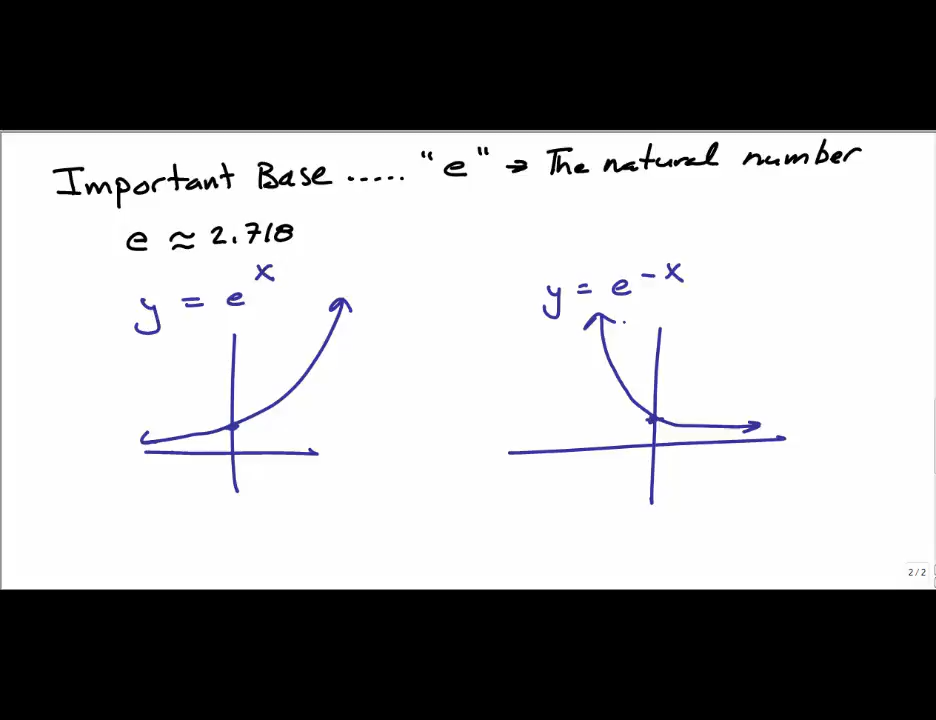 Important Base ..... "e" → The natural number
e ≈ 2.718
y = e^x
y = e^-x
2/2